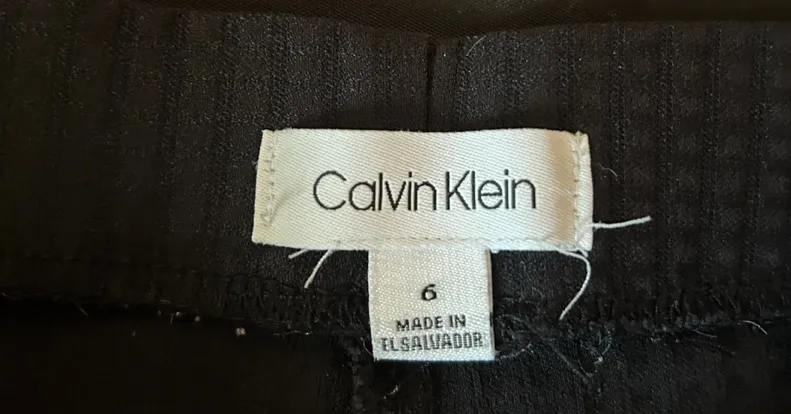 Calvin Klein
6
MADE IN
EL SALVADOR